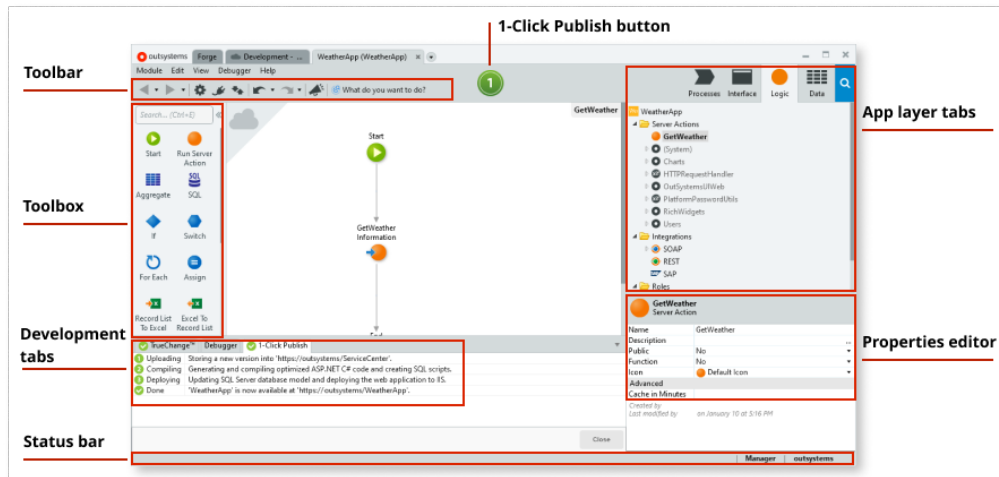 1-Click Publish button
Toolbar
Toolbox
Development
tabs
Status bar
App layer tabs
Properties editor
outsystems Forge Development - ... WeatherApp (WeatherApp)
Module Edit View Debugger Help
What do you want to do?
1
Processes Interface Logic Data
Search... (Ctrl+E)
Start Run Server
Action
Aggregate SQL
SQL
If Switch
For Each Assign
Record List
To Excel
Excel To
Record List
GetWeather
Start
GetWeather
Information
End
WeatherApp
Server Actions
GetWeather
(System)
Charts
HTTPRequestHandler
OutSystemsUIWeb
PlatformPasswordUtils
RichWidgets
Users
Integrations
SOAP
REST
SAP
Roles
GetWeather
Server Action
Name GetWeather
Description ...
Public No
Function No
Icon Default Icon
Advanced
Cache in Minutes
Created by
Last modified by on January 10 at 5:16 PM
TrueChange™ Debugger 1-Click Publish
1 Uploading Storing a new version into 'https://outsystems/ServiceCenter'.
2 Compiling Generating and compiling optimized ASP.NET C# code and creating SQL scripts.
3 Deploying Updating SQL Server database model and deploying the web application to IIS.
Done 'WeatherApp' is now available at 'https://outsystems/WeatherApp'.
Close
Manager | outsystems